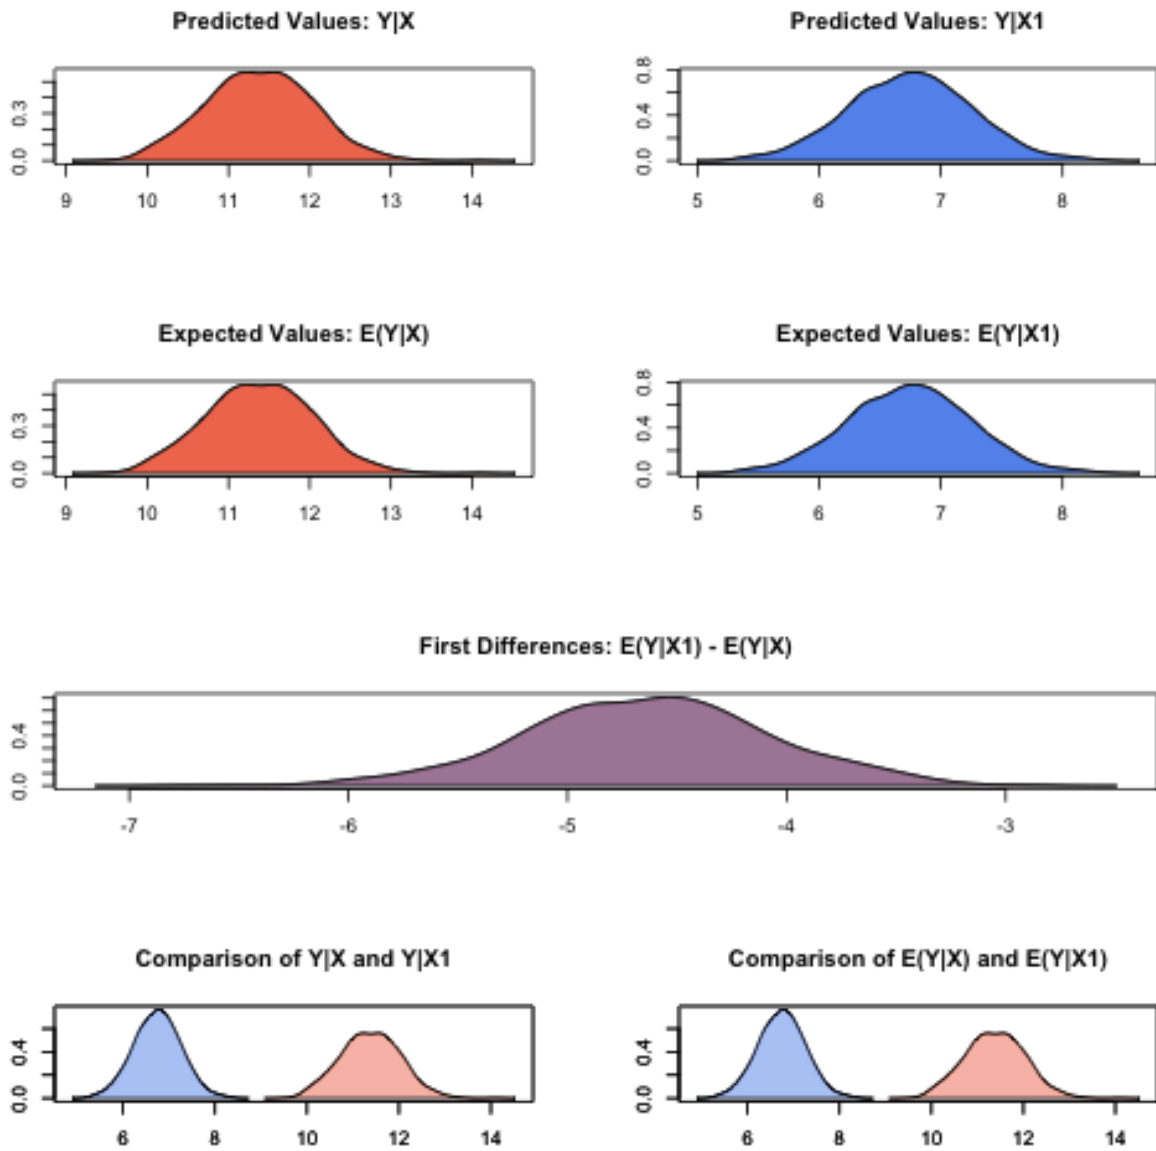 Predicted Values: Y|X
0.0 0.3
9 10 11 12 13 14
Predicted Values: Y|X1
0.0 0.4 0.8
5 6 7 8
Expected Values: E(Y|X)
0.0 0.3
9 10 11 12 13 14
Expected Values: E(Y|X1)
0.0 0.4 0.8
5 6 7 8
First Differences: E(Y|X1) - E(Y|X)
0.0 0.4
-7 -6 -5 -4 -3
Comparison of Y|X and Y|X1
0.0 0.4
6 8 10 12 14
Comparison of E(Y|X) and E(Y|X1)
0.0 0.4
6 8 10 12 14